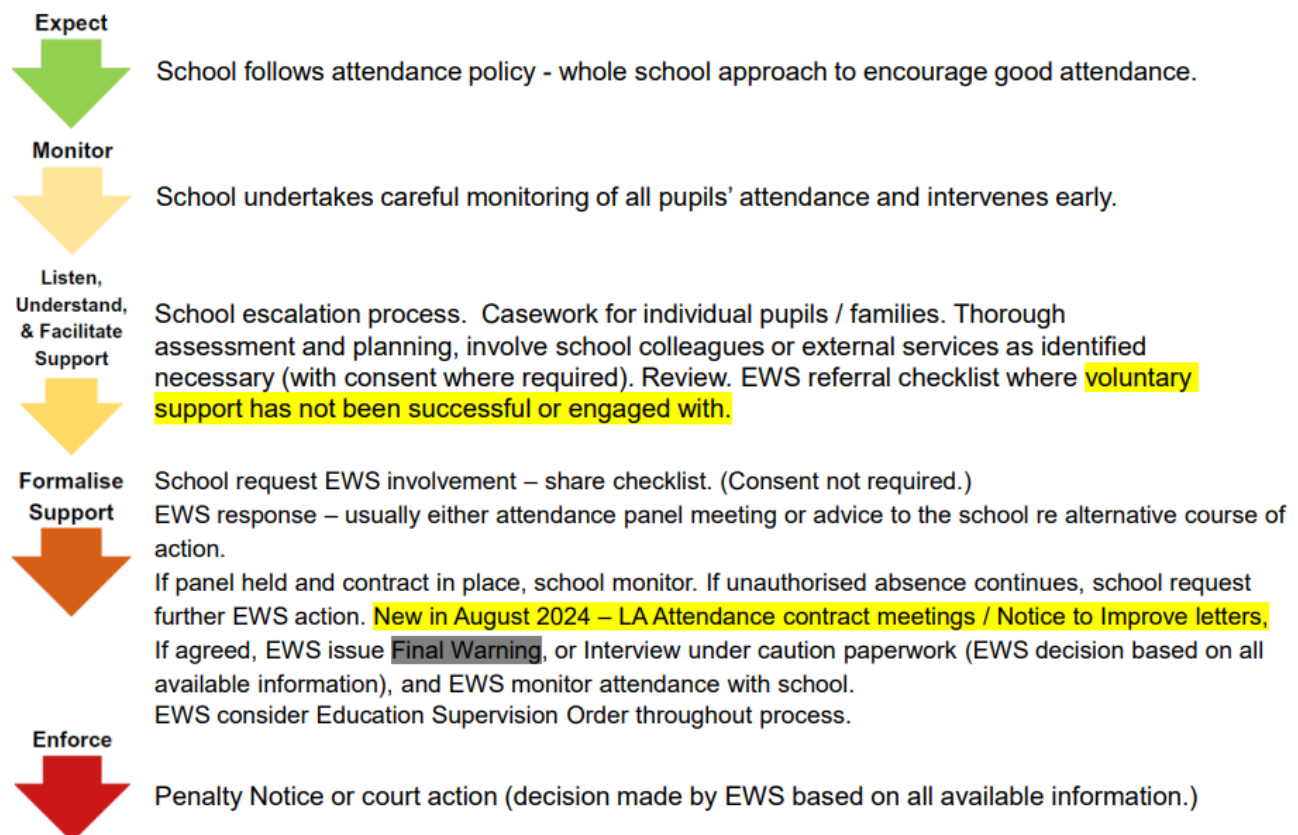 Expect
School follows attendance policy - whole school approach to encourage good attendance.
Monitor
School undertakes careful monitoring of all pupils’ attendance and intervenes early.
Listen,
Understand,
& Facilitate
Support
School escalation process.  Casework for individual pupils / families. Thorough
assessment and planning, involve school colleagues or external services as identified
necessary (with consent where required). Review. EWS referral checklist where voluntary
support has not been successful or engaged with.
Formalise
Support
School request EWS involvement – share checklist. (Consent not required.)
EWS response – usually either attendance panel meeting or advice to the school re alternative course of
action.
If panel held and contract in place, school monitor. If unauthorised absence continues, school request
further EWS action. New in August 2024 – LA Attendance contract meetings / Notice to Improve letters,
If agreed, EWS issue Final Warning, or Interview under caution paperwork (EWS decision based on all
available information), and EWS monitor attendance with school.
EWS consider Education Supervision Order throughout process.
Enforce
Penalty Notice or court action (decision made by EWS based on all available information.)